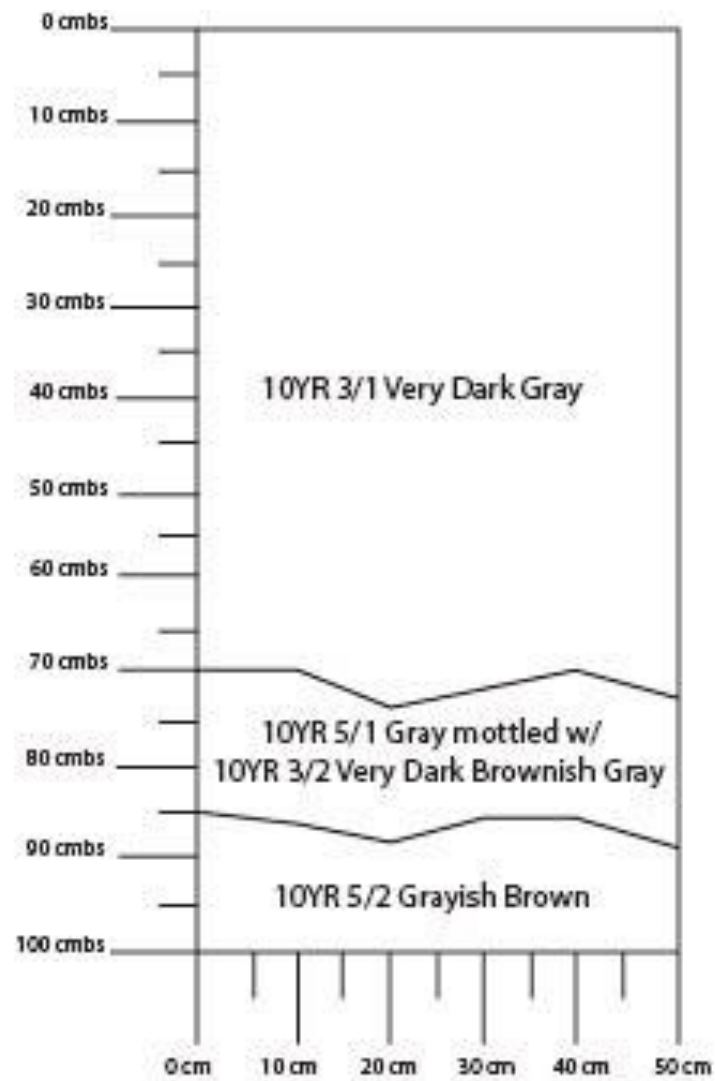 0 cmbs
10 cmbs
20 cmbs
30 cmbs
40 cmbs
10YR 3/1 Very Dark Gray
50 cmbs
60 cmbs
70 cmbs
10YR 5/1 Gray mottled w/
80 cmbs
10YR 3/2 Very Dark Brownish Gray
90 cmbs
10YR 5/2 Grayish Brown
100 cmbs
0 cm 10 cm 20 cm 30 cm 40 cm 50 cm